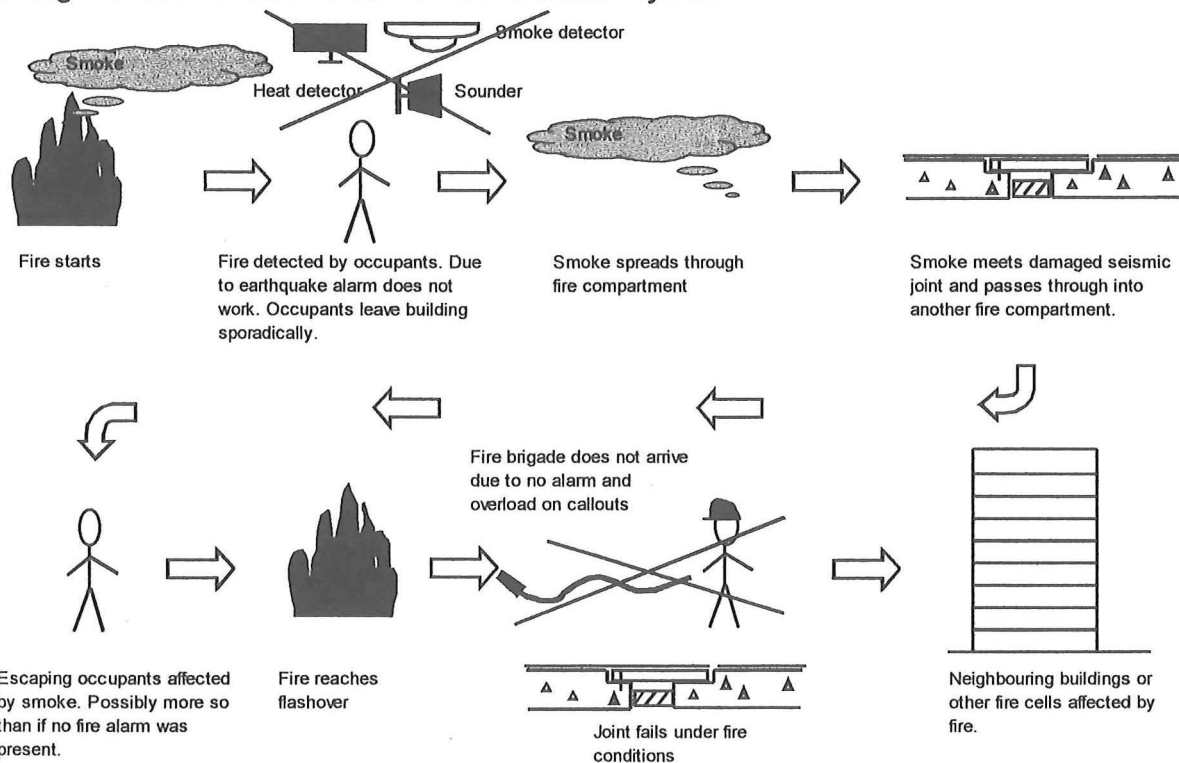 Smoke
Smoke detector
Heat detector
Sounder
Smoke
Fire starts
Fire detected by occupants. Due
to earthquake alarm does not
work. Occupants leave building
sporadically.
Smoke spreads through
fire compartment
Smoke meets damaged seismic
joint and passes through into
another fire compartment.
Fire brigade does not arrive
due to no alarm and
overload on callouts
Escaping occupants affected
by smoke. Possibly more so
than if no fire alarm was
present.
Fire reaches
flashover
Joint fails under fire
conditions
Neighbouring buildings or
other fire cells affected by
fire.